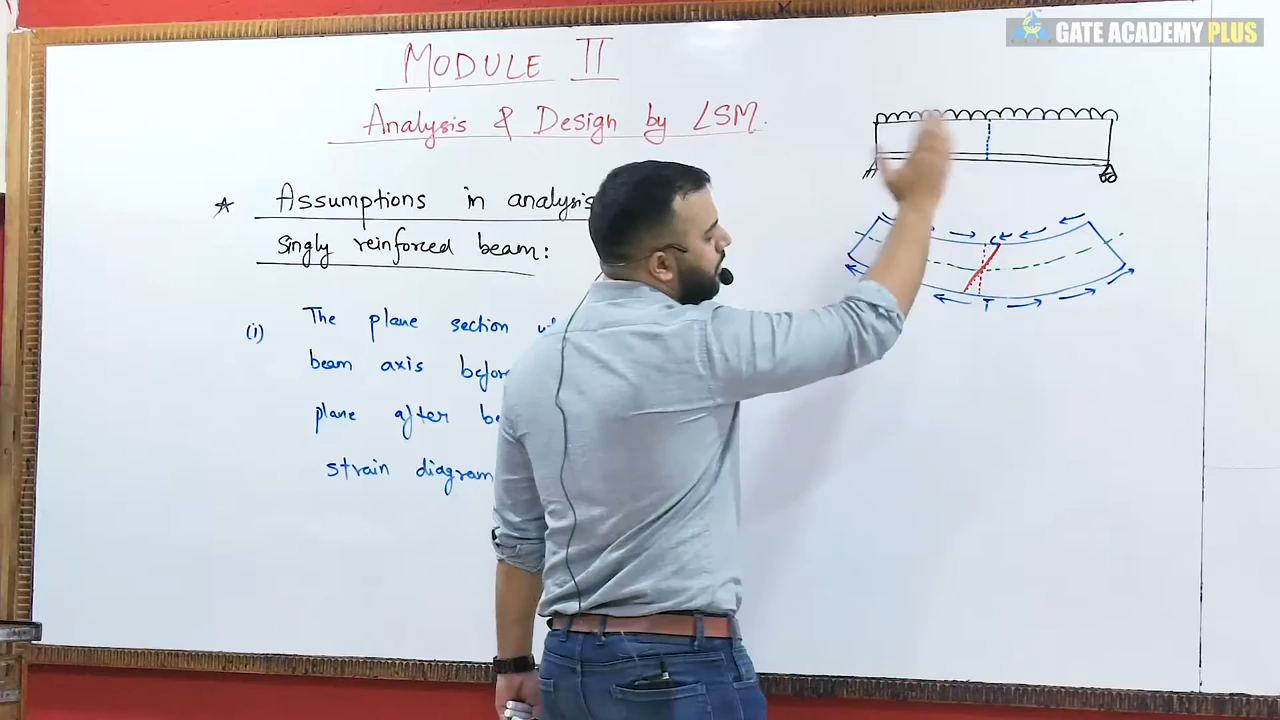 GATE ACADEMY PLUS
MODULE II
Analysis & Design by LSM.
* Assumptions in analysis
singly reinforced beam:
(i) The plane section
beam axis
plane after
strain diagram
C
T